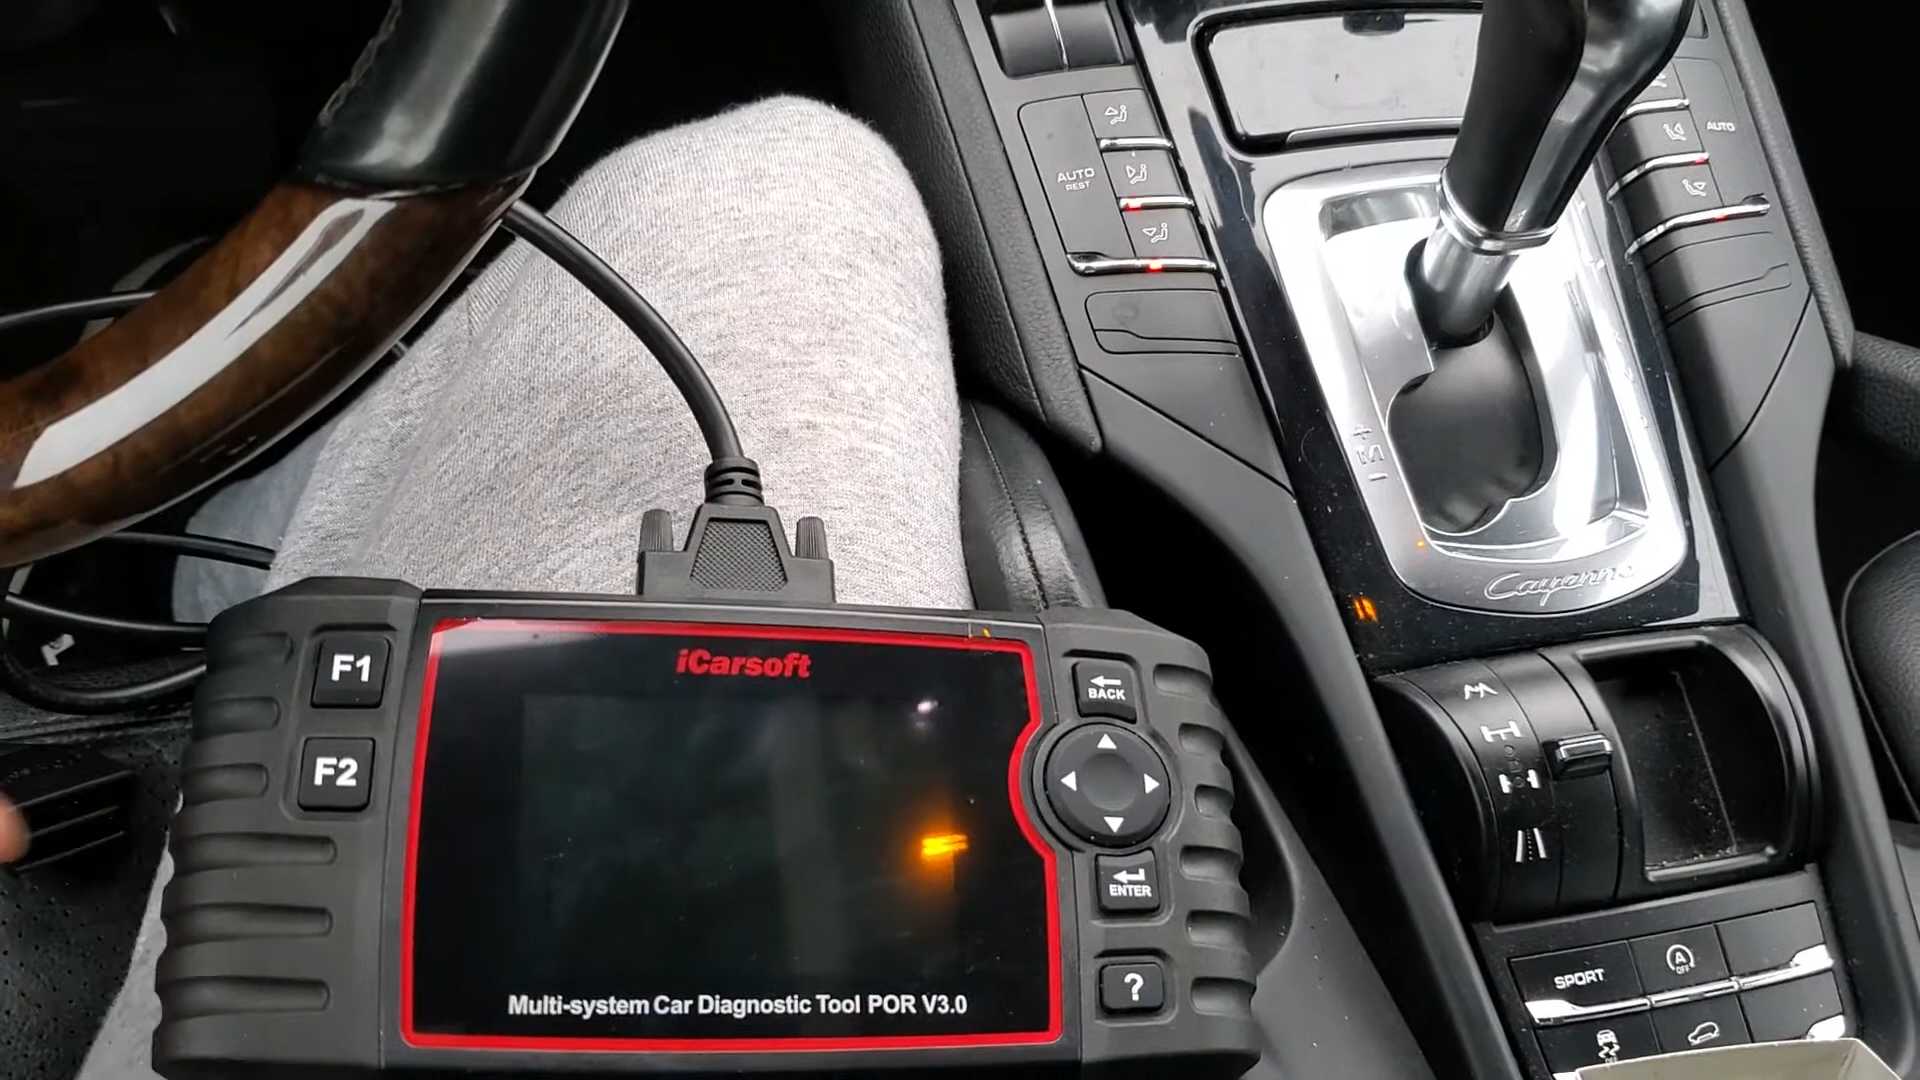 AUTO
REST
AUTO
+
M
-
Cayenne
F1
F2
iCarsoft
BACK
ENTER
?
Multi-system Car Diagnostic Tool POR V3.0
SPORT
A
OFF
OFF